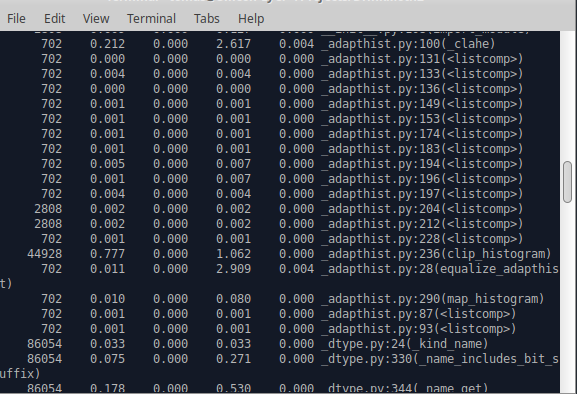 File Edit View Terminal Tabs Help
702 0.212 0.000 2.617 0.004 _adapthist.py:100(_clahe)
702 0.000 0.000 0.000 0.000 _adapthist.py:131(<listcomp>)
702 0.004 0.000 0.004 0.000 _adapthist.py:133(<listcomp>)
702 0.000 0.000 0.000 0.000 _adapthist.py:136(<listcomp>)
702 0.001 0.000 0.001 0.000 _adapthist.py:149(<listcomp>)
702 0.001 0.000 0.001 0.000 _adapthist.py:153(<listcomp>)
702 0.001 0.000 0.001 0.000 _adapthist.py:174(<listcomp>)
702 0.001 0.000 0.001 0.000 _adapthist.py:183(<listcomp>)
702 0.005 0.000 0.007 0.000 _adapthist.py:194(<listcomp>)
702 0.001 0.000 0.007 0.000 _adapthist.py:196(<listcomp>)
702 0.004 0.000 0.004 0.000 _adapthist.py:197(<listcomp>)
2808 0.002 0.000 0.002 0.000 _adapthist.py:204(<listcomp>)
2808 0.002 0.000 0.002 0.000 _adapthist.py:212(<listcomp>)
702 0.001 0.000 0.001 0.000 _adapthist.py:228(<listcomp>)
44928 0.777 0.000 1.062 0.000 _adapthist.py:236(clip_histogram)
702 0.011 0.000 2.909 0.004 _adapthist.py:28(equalize_adapthis
t)
702 0.010 0.000 0.080 0.000 _adapthist.py:290(map_histogram)
702 0.001 0.000 0.001 0.000 _adapthist.py:87(<listcomp>)
702 0.001 0.000 0.001 0.000 _adapthist.py:93(<listcomp>)
86054 0.033 0.000 0.033 0.000 _dtype.py:24(_kind_name)
86054 0.075 0.000 0.271 0.000 _dtype.py:330(_name_includes_bit_s
uffix)
86054 0.178 0.000 0.530 0.000 _dtype.py:344(_name_get)